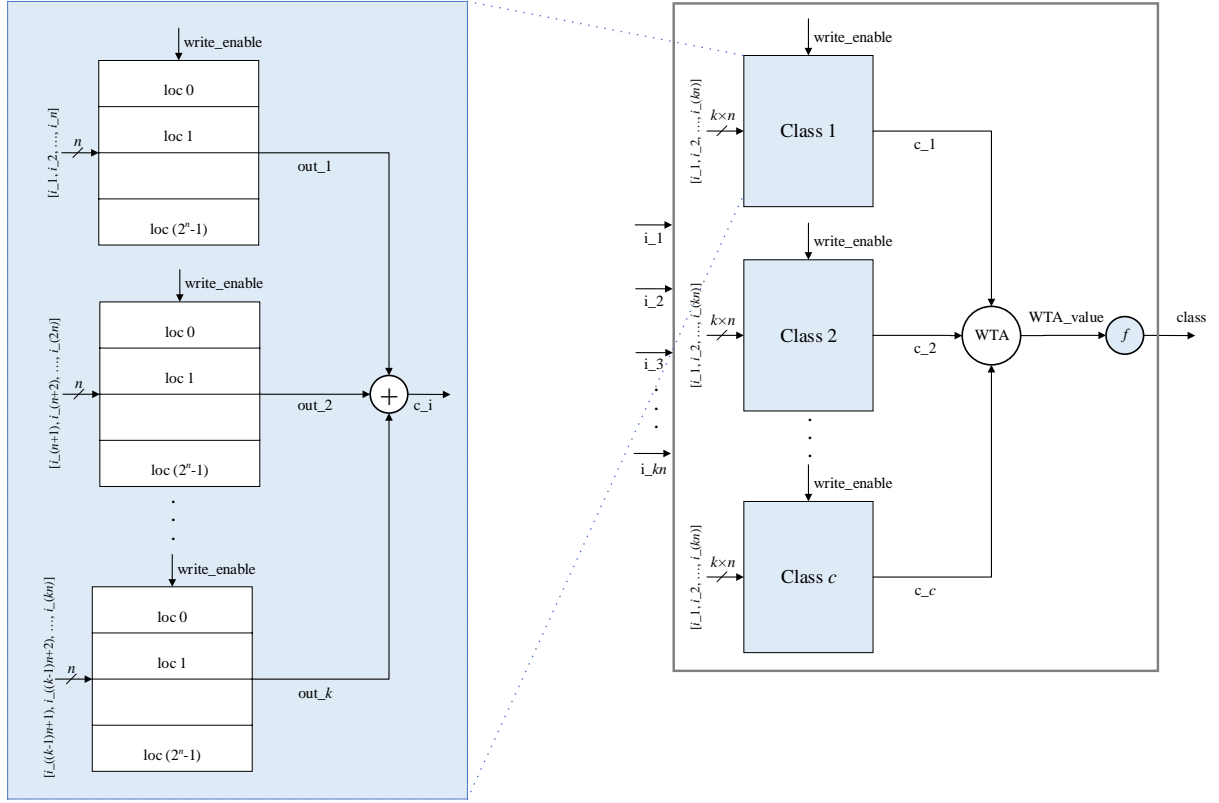 write_enable
loc 0
loc 1
loc (2ⁿ-1)
[i_1, i_2, ..., i_n]
n
out_1
write_enable
loc 0
loc 1
loc (2ⁿ-1)
[i_(n+1), i_(n+2), ..., i_(2n)]
n
out_2
+
c_i
write_enable
loc 0
loc 1
loc (2ⁿ-1)
[i_((k-1)n+1), i_((k-1)n+2), ..., i_(kn)]
n
out_k
i_1
i_2
i_3
i_kn
write_enable
[i_1, i_2, ..., i_(kn)]
k×n
Class 1
c_1
write_enable
[i_1, i_2, ..., i_(kn)]
k×n
Class 2
c_2
write_enable
[i_1, i_2, ..., i_(kn)]
k×n
Class c
c_c
WTA
WTA_value
f
class